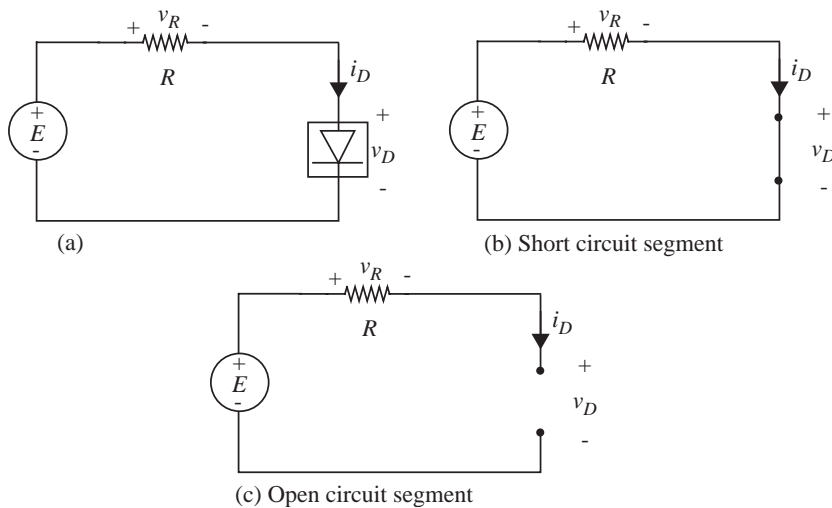 + v_R -
R
i_D
+
E
-
+
v_D
-
(a)
+ v_R -
R
i_D
+
E
-
+
v_D
-
(b) Short circuit segment
+ v_R -
R
i_D
+
E
-
+
v_D
-
(c) Open circuit segment